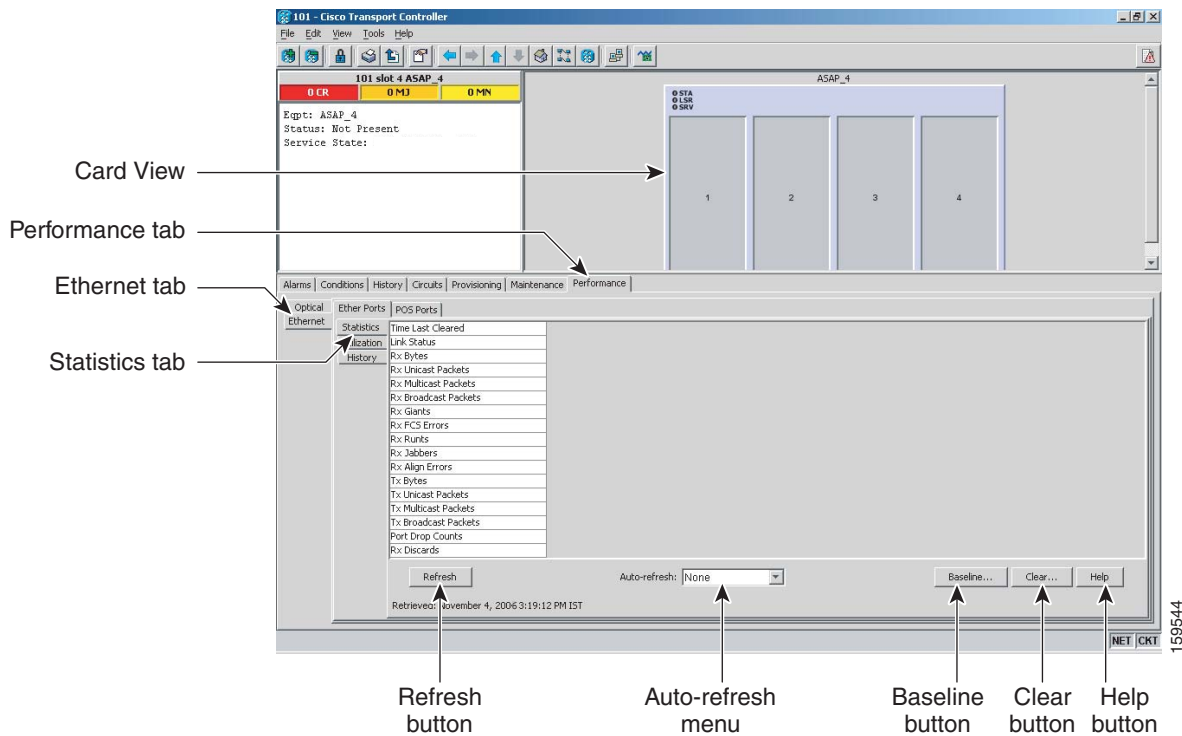 101 - Cisco Transport Controller
File Edit View Tools Help
101 slot 4 ASAP_4
0 CR 0 MJ 0 MN
Eqpt: ASAP_4
Status: Not Present
Service State:
ASAP_4
STA
LSR
SRV
1 2 3 4
Card View
Performance tab
Ethernet tab
Statistics tab
Alarms Conditions History Circuits Provisioning Maintenance Performance
Optical
Ethernet
Ether Ports POS Ports
Statistics
History
Time Last Cleared
Link Status
Rx Bytes
Rx Unicast Packets
Rx Multicast Packets
Rx Broadcast Packets
Rx Giants
Rx FCS Errors
Rx Runts
Rx Jabbers
Rx Align Errors
Tx Bytes
Tx Unicast Packets
Tx Multicast Packets
Tx Broadcast Packets
Port Drop Counts
Rx Discards
Refresh Auto-refresh: None Baseline... Clear... Help
Retrieved: November 4, 2006 3:19:12 PM IST
NET CKT
159544
Refresh
button
Auto-refresh
menu
Baseline
button
Clear
button
Help
button